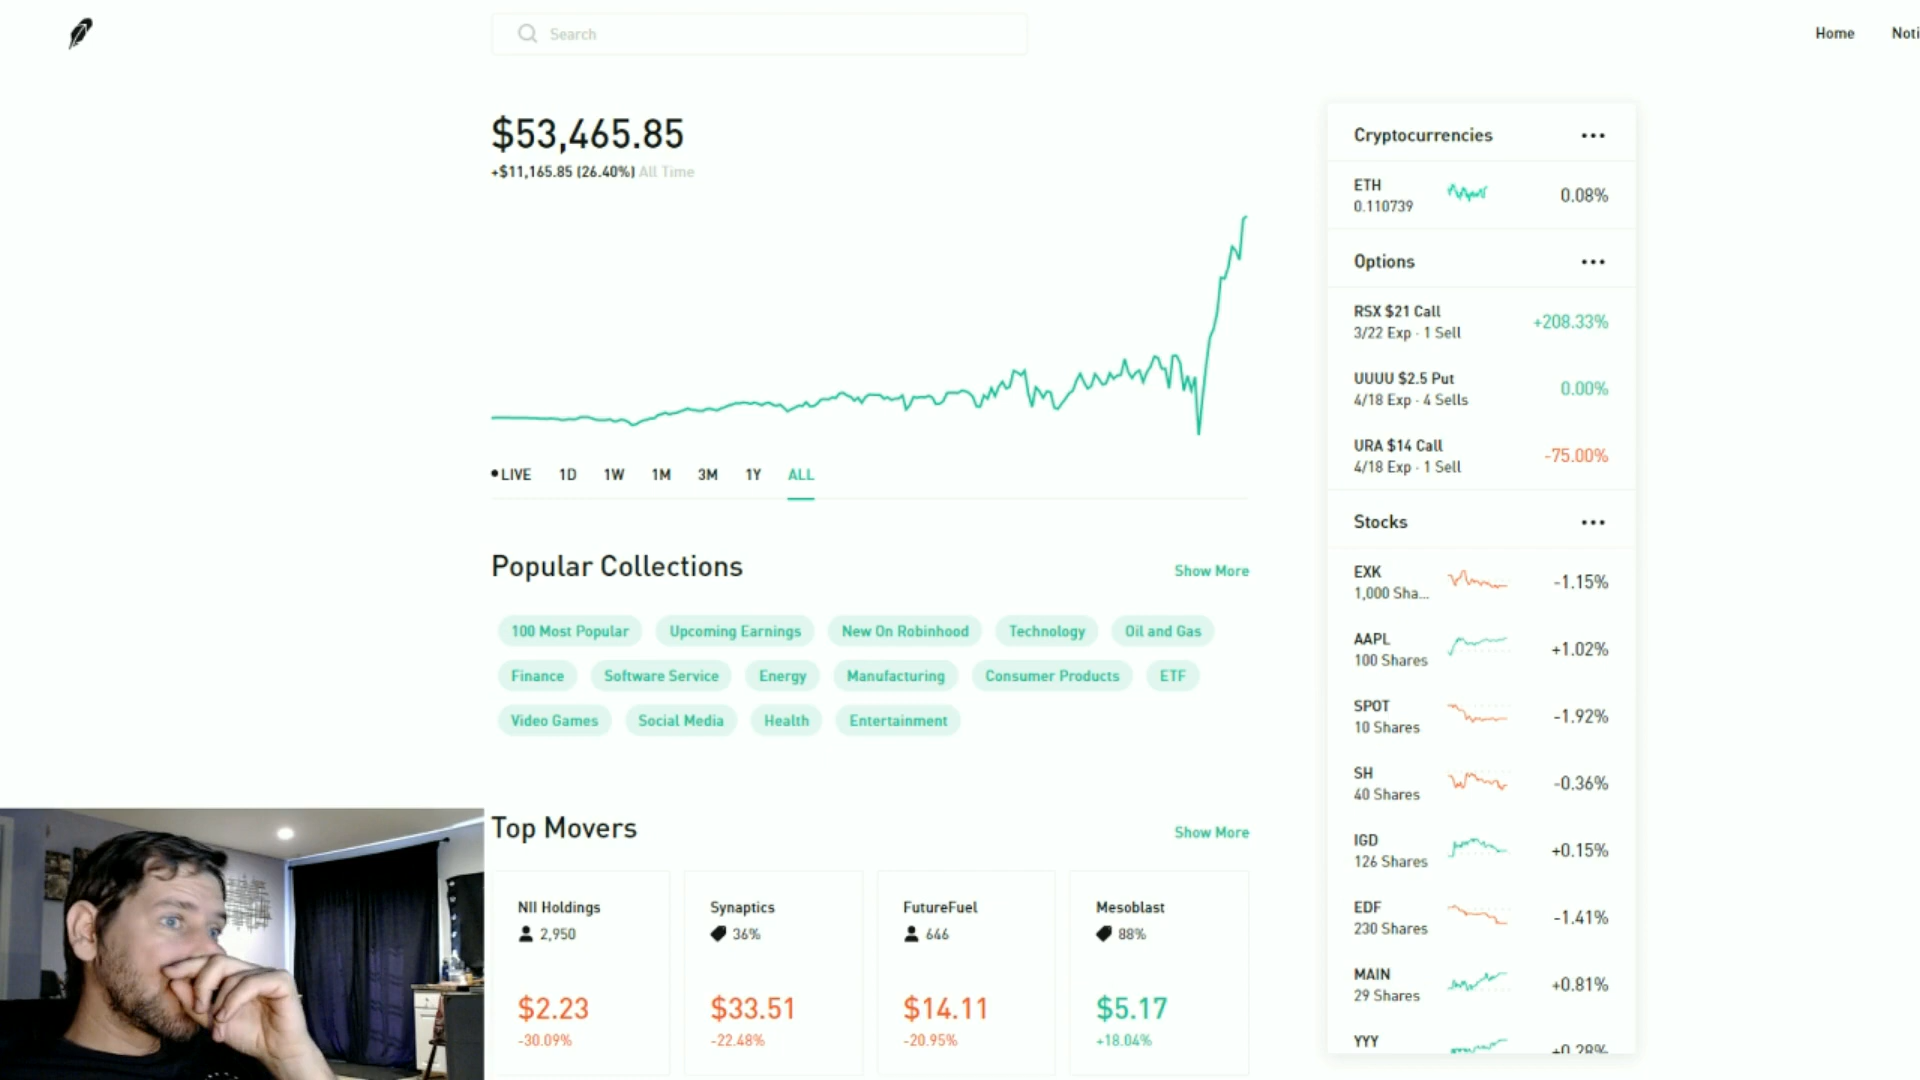 Search
Home
Noti
$53,465.85
+$11,165.85 (26.40%) All Time
LIVE 1D 1W 1M 3M 1Y ALL
Popular Collections
Show More
100 Most Popular
Upcoming Earnings
New On Robinhood
Technology
Oil and Gas
Finance
Software Service
Energy
Manufacturing
Consumer Products
ETF
Video Games
Social Media
Health
Entertainment
Top Movers
Show More
NII Holdings
2,950
$2.23
-30.09%
Synaptics
36%
$33.51
-22.48%
FutureFuel
646
$14.11
-20.95%
Mesoblast
88%
$5.17
+18.04%
Cryptocurrencies
ETH
0.110739
0.08%
Options
RSX $21 Call
3/22 Exp · 1 Sell
+208.33%
UUUU $2.5 Put
4/18 Exp · 4 Sells
0.00%
URA $14 Call
4/18 Exp · 1 Sell
-75.00%
Stocks
EXK
1,000 Sha...
-1.15%
AAPL
100 Shares
+1.02%
SPOT
10 Shares
-1.92%
SH
40 Shares
-0.36%
IGD
126 Shares
+0.15%
EDF
230 Shares
-1.41%
MAIN
29 Shares
+0.81%
YYY
+0.28%